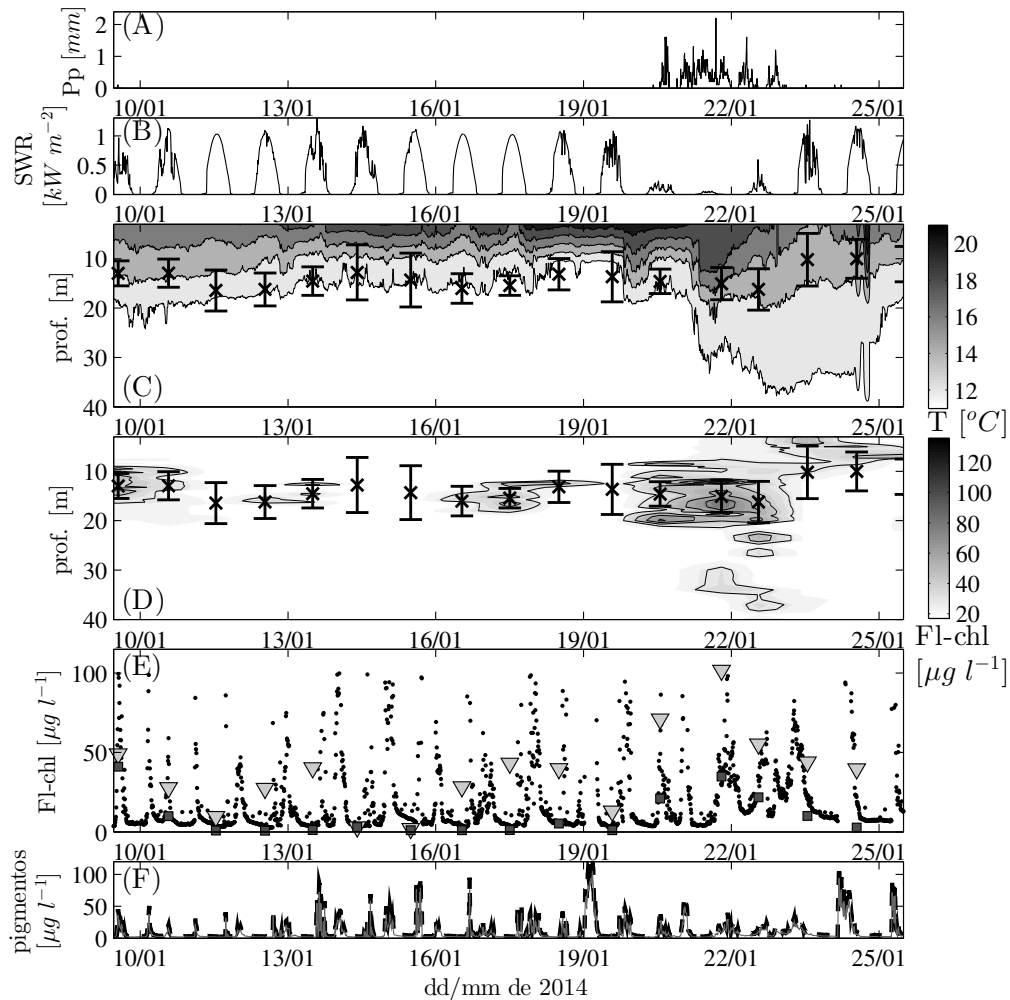 (A)
Pp [mm]
2
1
0
10/01 13/01 16/01 19/01 22/01 25/01
(B)
SWR
[kW m⁻²]
1
0.5
0
10/01 13/01 16/01 19/01 22/01 25/01
(C)
prof. [m]
10
20
30
40
10/01 13/01 16/01 19/01 22/01 25/01
20
18
16
14
12
T [°C]
(D)
prof. [m]
10
20
30
40
10/01 13/01 16/01 19/01 22/01 25/01
120
100
80
60
40
20
Fl-chl
[μg l⁻¹]
(E)
Fl-chl [μg l⁻¹]
100
50
0
10/01 13/01 16/01 19/01 22/01 25/01
(F)
pigmentos
[μg l⁻¹]
100
50
0
10/01 13/01 16/01 19/01 22/01 25/01
dd/mm de 2014